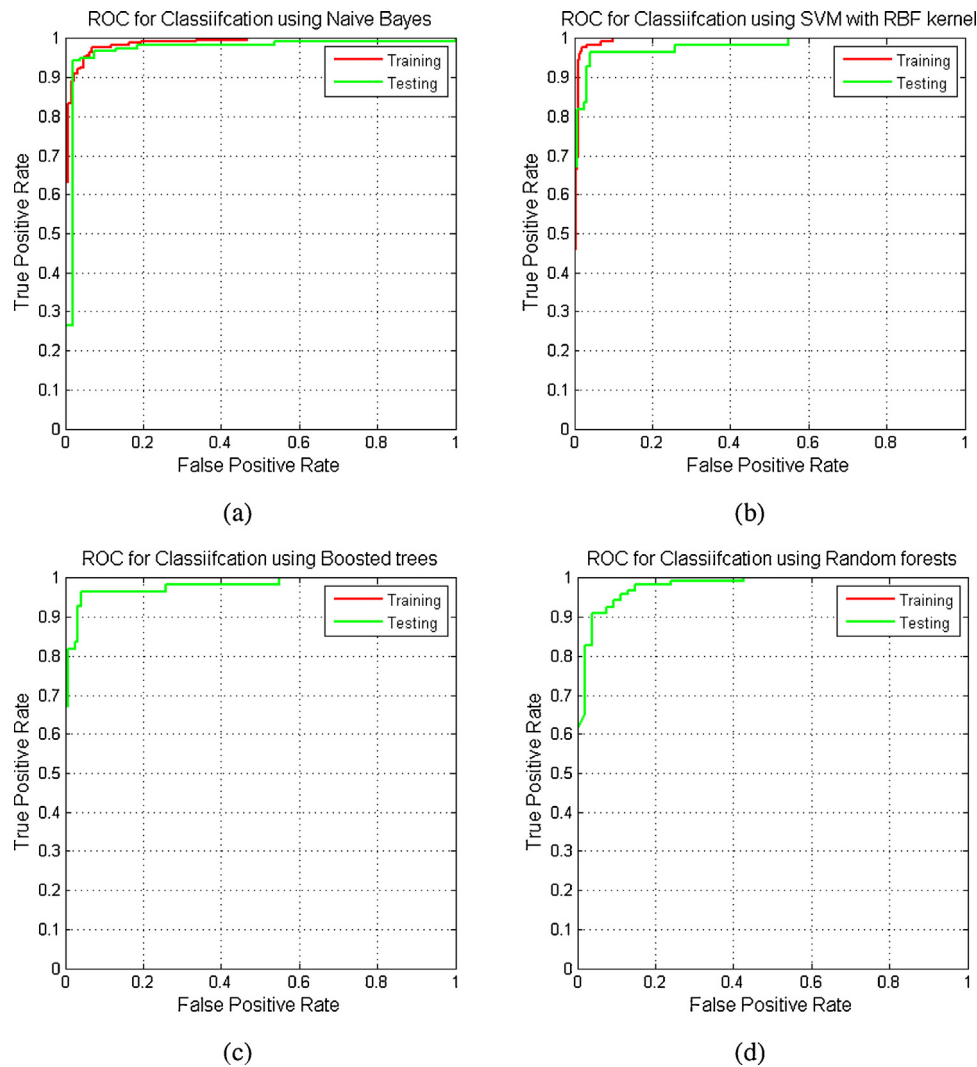 ROC for Classiifcation using Naive Bayes
1
0.9
0.8
0.7
0.6
0.5
0.4
0.3
0.2
0.1
0
True Positive Rate
Training
Testing
0 0.2 0.4 0.6 0.8 1
False Positive Rate
(a)
ROC for Classiifcation using SVM with RBF kernel
1
0.9
0.8
0.7
0.6
0.5
0.4
0.3
0.2
0.1
0
True Positive Rate
Training
Testing
0 0.2 0.4 0.6 0.8 1
False Positive Rate
(b)
ROC for Classiifcation using Boosted trees
1
0.9
0.8
0.7
0.6
0.5
0.4
0.3
0.2
0.1
0
True Positive Rate
Training
Testing
0 0.2 0.4 0.6 0.8 1
False Positive Rate
(c)
ROC for Classiifcation using Random forests
1
0.9
0.8
0.7
0.6
0.5
0.4
0.3
0.2
0.1
0
True Positive Rate
Training
Testing
0 0.2 0.4 0.6 0.8 1
False Positive Rate
(d)